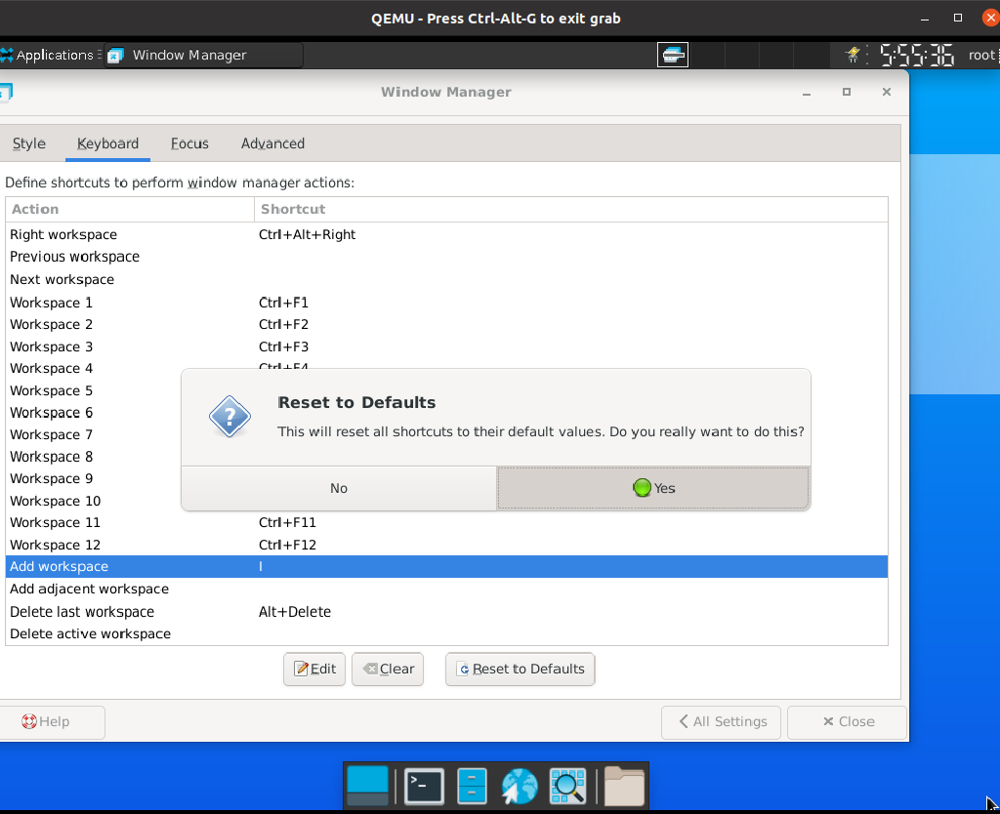 QEMU - Press Ctrl-Alt-G to exit grab
Applications Window Manager 5:55:36 root
Window Manager
Style Keyboard Focus Advanced
Define shortcuts to perform window manager actions:
Action Shortcut
Right workspace Ctrl+Alt+Right
Previous workspace
Next workspace
Workspace 1 Ctrl+F1
Workspace 2 Ctrl+F2
Workspace 3 Ctrl+F3
Workspace 4 Ctrl+F4
Workspace 5
Workspace 6
Workspace 7
Workspace 8
Workspace 9
Workspace 10
Workspace 11 Ctrl+F11
Workspace 12 Ctrl+F12
Add workspace I
Add adjacent workspace
Delete last workspace Alt+Delete
Delete active workspace
Reset to Defaults
This will reset all shortcuts to their default values. Do you really want to do this?
No Yes
Edit Clear Reset to Defaults
Help All Settings Close